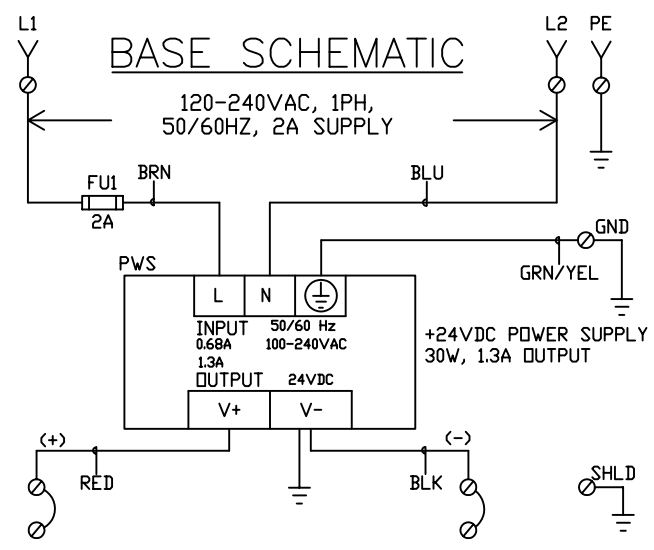 L1
L2
PE
BASE SCHEMATIC
120-240VAC, 1PH,
50/60HZ, 2A SUPPLY
FU1
BRN
BLU
2A
GND
PWS
GRN/YEL
L
N
INPUT
50/60 Hz
0.68A
100-240VAC
1.3A
OUTPUT
24VDC
+24VDC POWER SUPPLY
30W, 1.3A OUTPUT
V+
V-
(+)
(-)
RED
BLK
SHLD